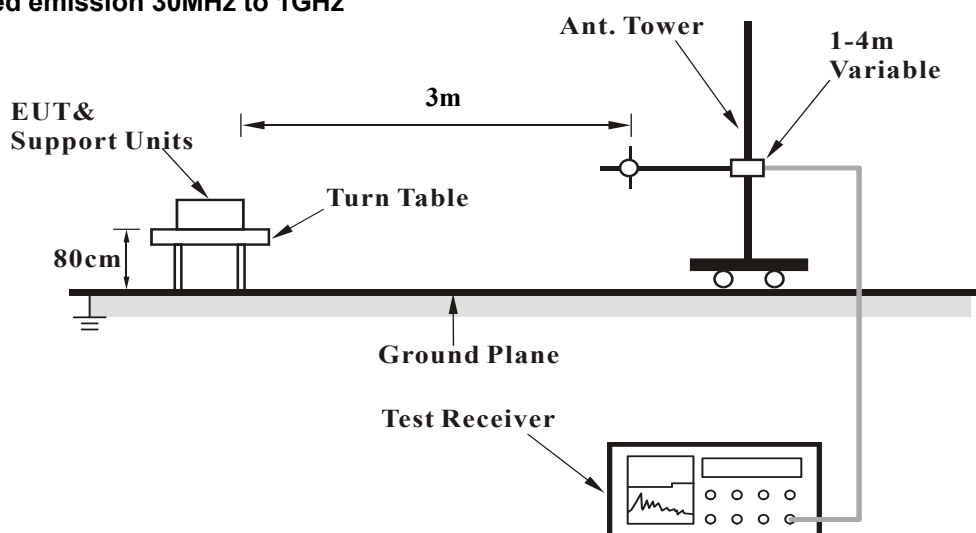 ed emission 30MHz to 1GHz
Ant. Tower
1-4m
Variable
3m
EUT&
Support Units
Turn Table
80cm
Ground Plane
Test Receiver